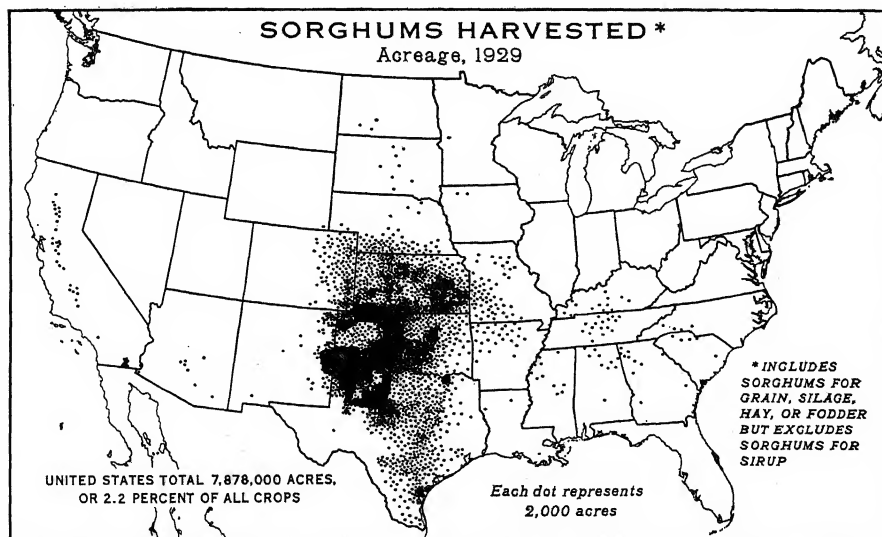 SORGHUMS HARVESTED*
Acreage, 1929
* INCLUDES
SORGHUMS FOR
GRAIN, SILAGE,
HAY, OR FODDER
BUT EXCLUDES
SORGHUMS FOR
SIRUP
UNITED STATES TOTAL 7,878,000 ACRES,
OR 2.2 PERCENT OF ALL CROPS
Each dot represents
2,000 acres